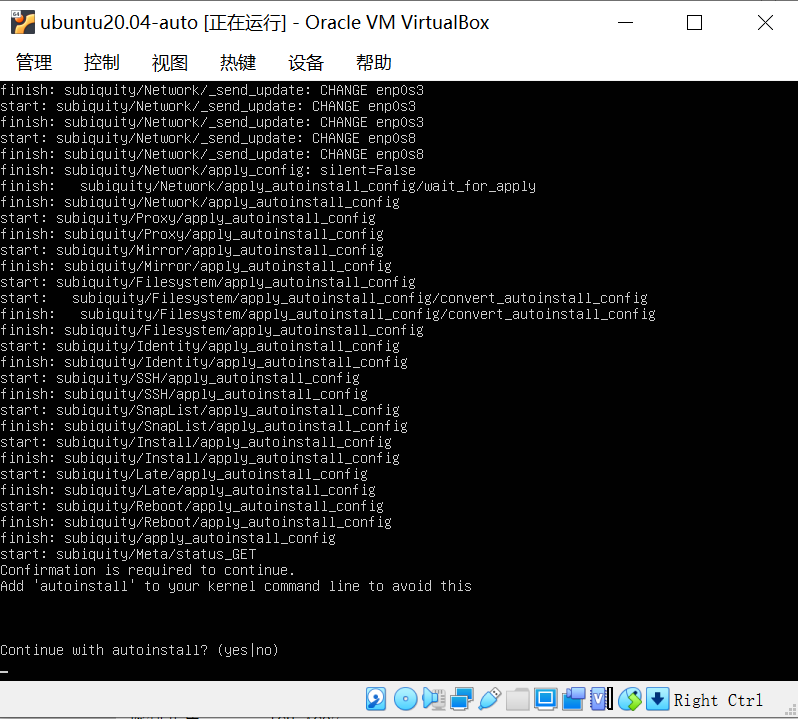 ubuntu20.04-auto [正在运行] - Oracle VM VirtualBox
管理 控制 视图 热键 设备 帮助
finish: subiquity/Network/_send_update: CHANGE enp0s3
start: subiquity/Network/_send_update: CHANGE enp0s3
finish: subiquity/Network/_send_update: CHANGE enp0s3
start: subiquity/Network/_send_update: CHANGE enp0s8
finish: subiquity/Network/_send_update: CHANGE enp0s8
finish: subiquity/Network/apply_config: silent=False
finish:   subiquity/Network/apply_autoinstall_config/wait_for_apply
finish: subiquity/Network/apply_autoinstall_config
start: subiquity/Proxy/apply_autoinstall_config
finish: subiquity/Proxy/apply_autoinstall_config
start: subiquity/Mirror/apply_autoinstall_config
finish: subiquity/Mirror/apply_autoinstall_config
start: subiquity/Filesystem/apply_autoinstall_config
start:   subiquity/Filesystem/apply_autoinstall_config/convert_autoinstall_config
finish:   subiquity/Filesystem/apply_autoinstall_config/convert_autoinstall_config
finish: subiquity/Filesystem/apply_autoinstall_config
start: subiquity/Identity/apply_autoinstall_config
finish: subiquity/Identity/apply_autoinstall_config
start: subiquity/SSH/apply_autoinstall_config
finish: subiquity/SSH/apply_autoinstall_config
start: subiquity/SnapList/apply_autoinstall_config
finish: subiquity/SnapList/apply_autoinstall_config
start: subiquity/Install/apply_autoinstall_config
finish: subiquity/Install/apply_autoinstall_config
start: subiquity/Late/apply_autoinstall_config
finish: subiquity/Late/apply_autoinstall_config
start: subiquity/Reboot/apply_autoinstall_config
finish: subiquity/Reboot/apply_autoinstall_config
finish: subiquity/apply_autoinstall_config
start: subiquity/Meta/status_GET
Confirmation is required to continue.
Add 'autoinstall' to your kernel command line to avoid this
Continue with autoinstall? (yes|no)
Right Ctrl